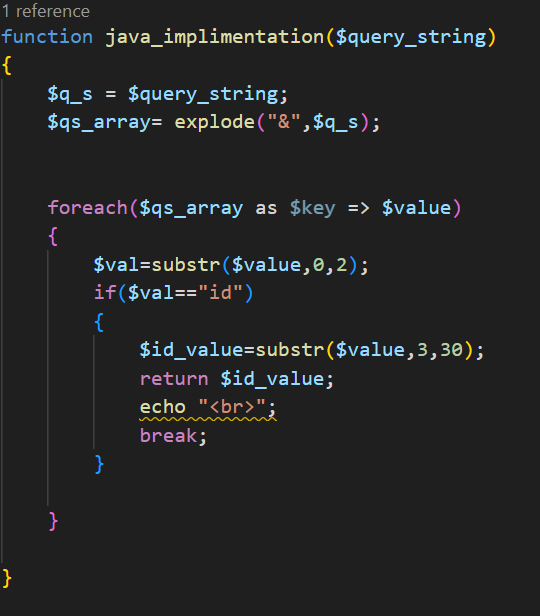 1 reference
function java_implimentation($query_string)
{
    $q_s = $query_string;
    $qs_array= explode("&",$q_s);
    foreach($qs_array as $key => $value)
    {
        $val=substr($value,0,2);
        if($val=="id")
        {
            $id_value=substr($value,3,30);
            return $id_value;
            echo "<br>";
            break;
        }
    }
}